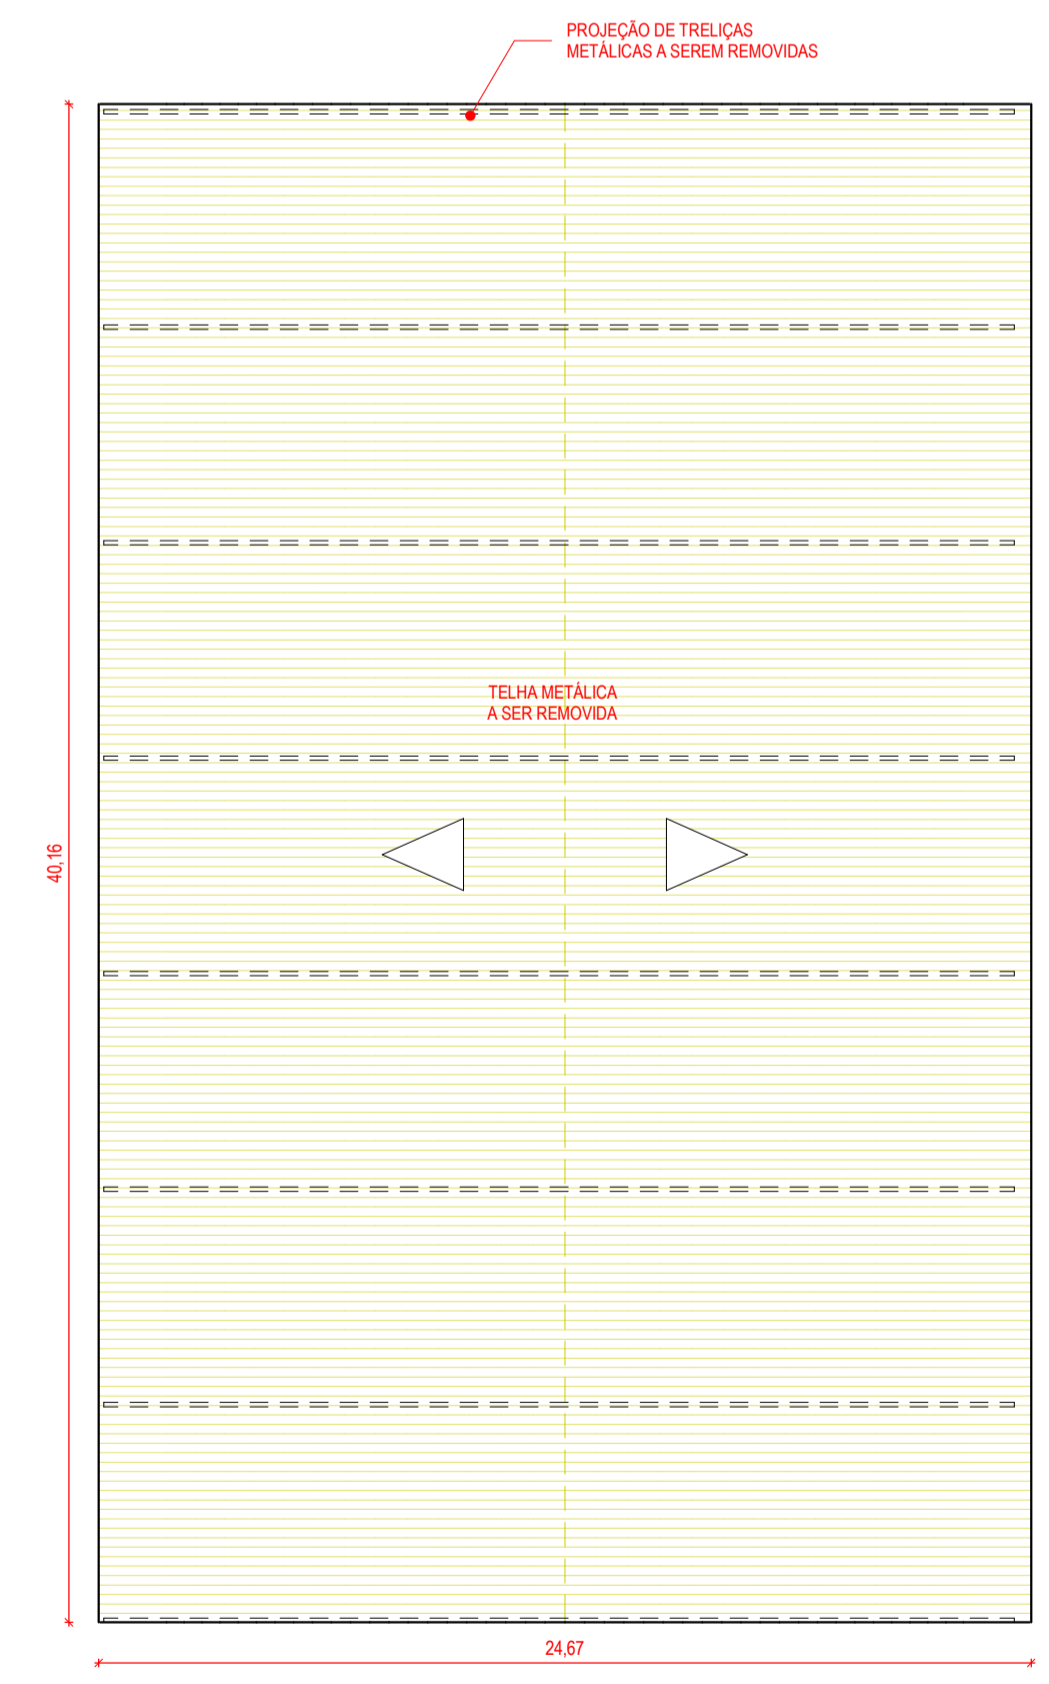 PROJEÇÃO DE TRELIÇAS
METÁLICAS A SEREM REMOVIDAS
TELHA METÁLICA
A SER REMOVIDA
40,16
24,67